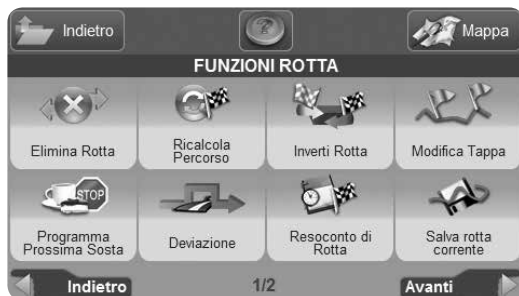 Indietro
Mappa
FUNZIONI ROTTA
Elimina Rotta
Ricalcola
Percorso
Inverti Rotta
Modifica Tappa
STOP
Programma
Prossima Sosta
Deviazione
Resoconto di
Rotta
Salva rotta
corrente
Indietro
1/2
Avanti